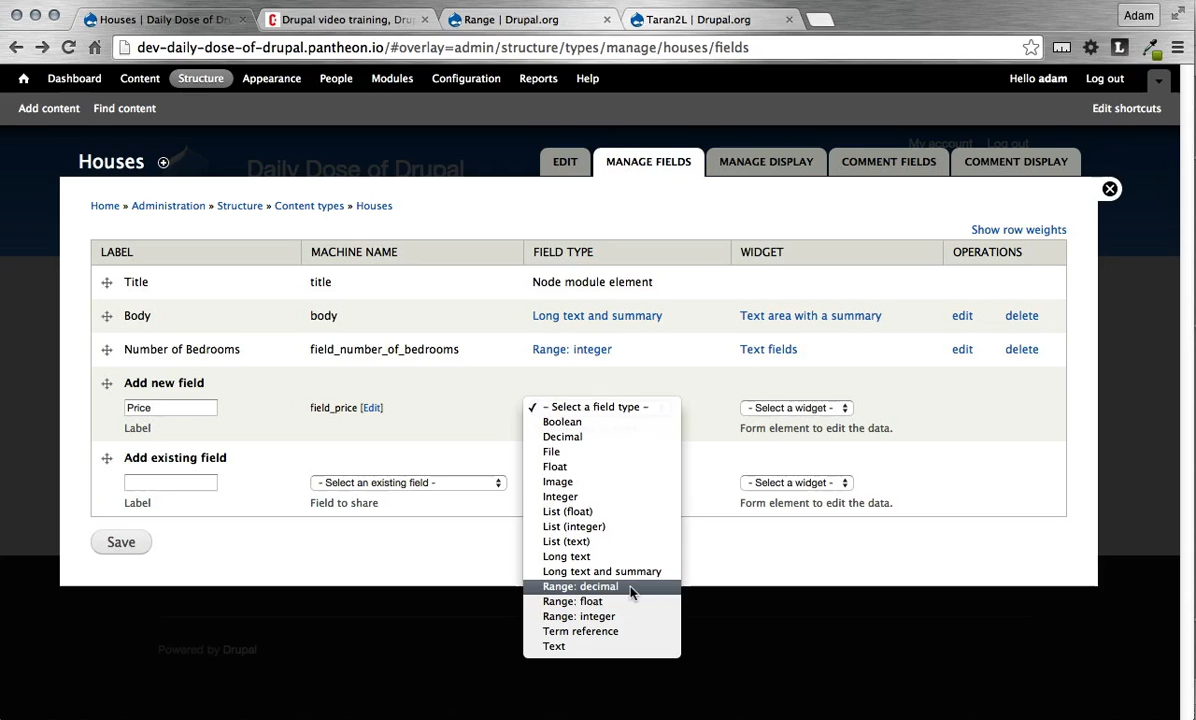 Houses | Daily Dose of Dru
Drupal video training, Dru
Range | Drupal.org
Taran2L | Drupal.org
Adam
dev-daily-dose-of-drupal.pantheon.io/#overlay=admin/structure/types/manage/houses/fields
Dashboard Content Structure Appearance People Modules Configuration Reports Help Hello adam Log out
Add content Find content Edit shortcuts
My account Log out
Houses Daily Dose of Drupal EDIT MANAGE FIELDS MANAGE DISPLAY COMMENT FIELDS COMMENT DISPLAY
Home » Administration » Structure » Content types » Houses
Show row weights
LABEL MACHINE NAME FIELD TYPE WIDGET OPERATIONS
Title title Node module element
Body body Long text and summary Text area with a summary edit delete
Number of Bedrooms field_number_of_bedrooms Range: integer Text fields edit delete
Add new field
Price field_price [Edit] - Select a widget -
Label Form element to edit the data.
Add existing field
- Select an existing field - - Select a widget -
Label Field to share Form element to edit the data.
Save
✓ - Select a field type -
Boolean
Decimal
File
Float
Image
Integer
List (float)
List (integer)
List (text)
Long text
Long text and summary
Range: decimal
Range: float
Range: integer
Term reference
Text
Powered by Drupal